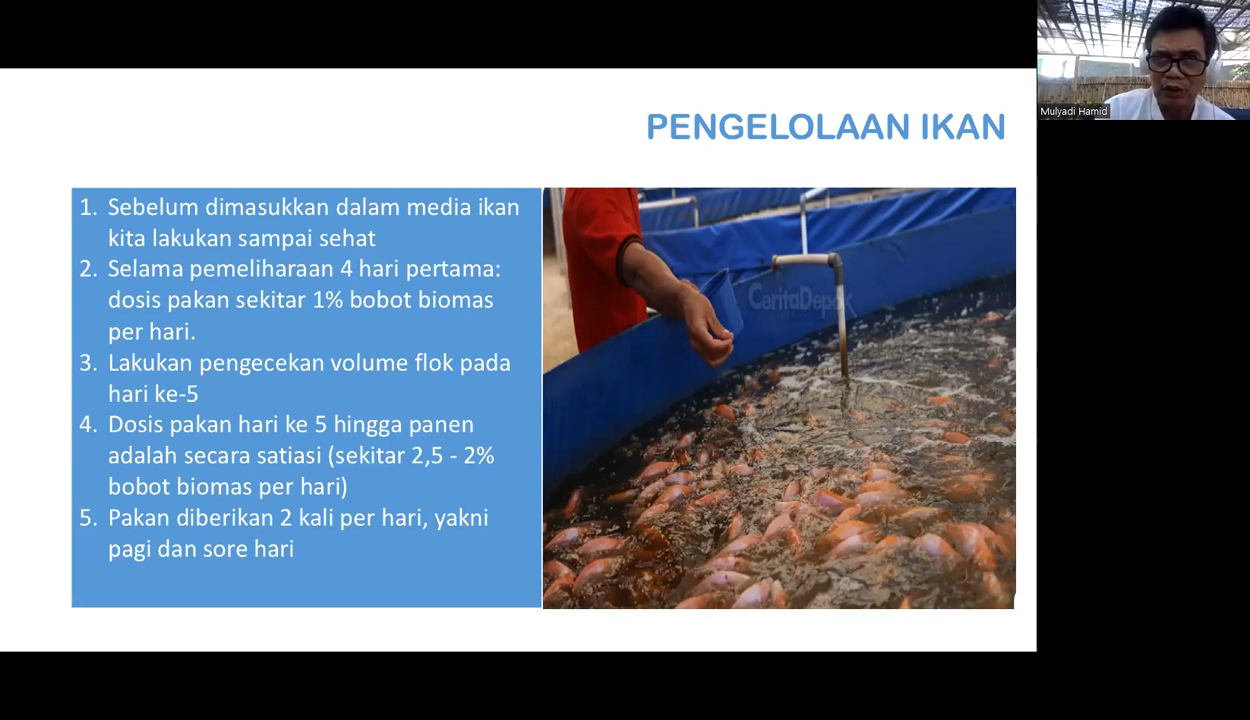 Mulyadi Hamid
PENGELOLAAN IKAN
1. Sebelum dimasukkan dalam media ikan
kita lakukan sampai sehat
2. Selama pemeliharaan 4 hari pertama:
dosis pakan sekitar 1% bobot biomas
per hari.
3. Lakukan pengecekan volume flok pada
hari ke-5
4. Dosis pakan hari ke 5 hingga panen
adalah secara satiasi (sekitar 2,5 - 2%
bobot biomas per hari)
5. Pakan diberikan 2 kali per hari, yakni
pagi dan sore hari
CeritaDepok